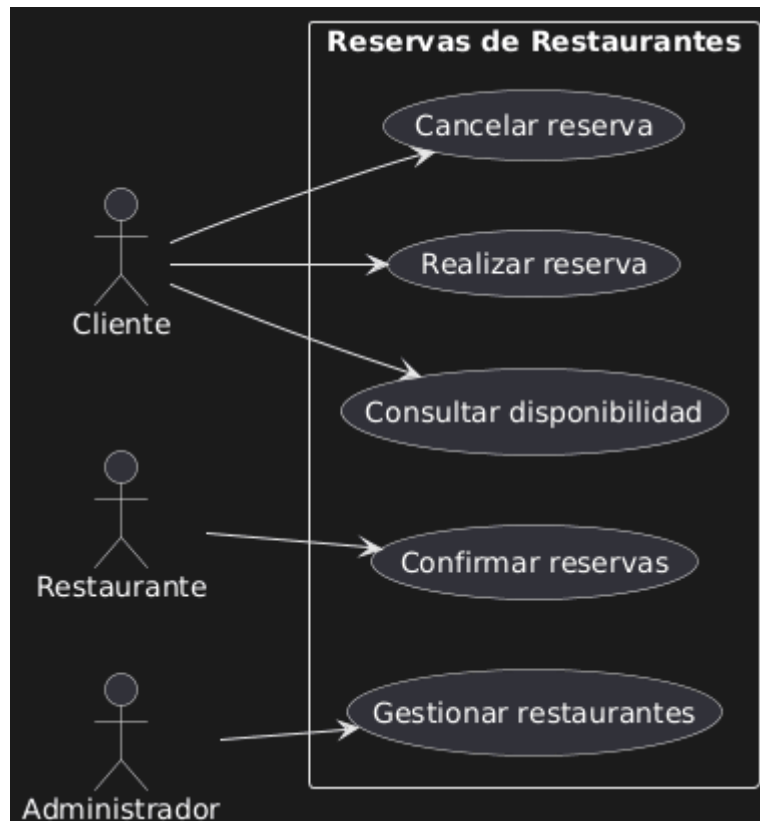 Reservas de Restaurantes
Cancelar reserva
Realizar reserva
Cliente
Consultar disponibilidad
Confirmar reservas
Restaurante
Gestionar restaurantes
Administrador